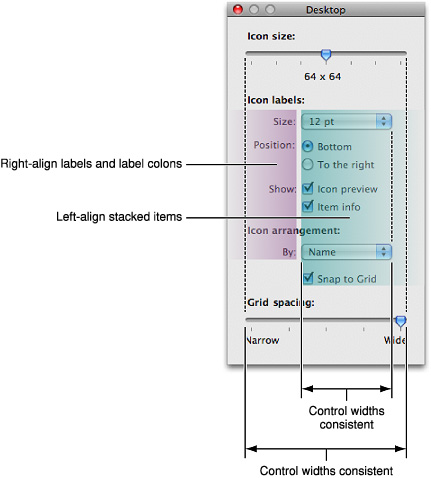 Desktop
Icon size:
64 x 64
Icon labels:
Size: 12 pt
Position: Bottom
To the right
Right-align labels and label colons
Show: Icon preview
Item info
Left-align stacked items
Icon arrangement:
By: Name
Snap to Grid
Grid spacing:
Narrow Wide
Control widths
consistent
Control widths consistent